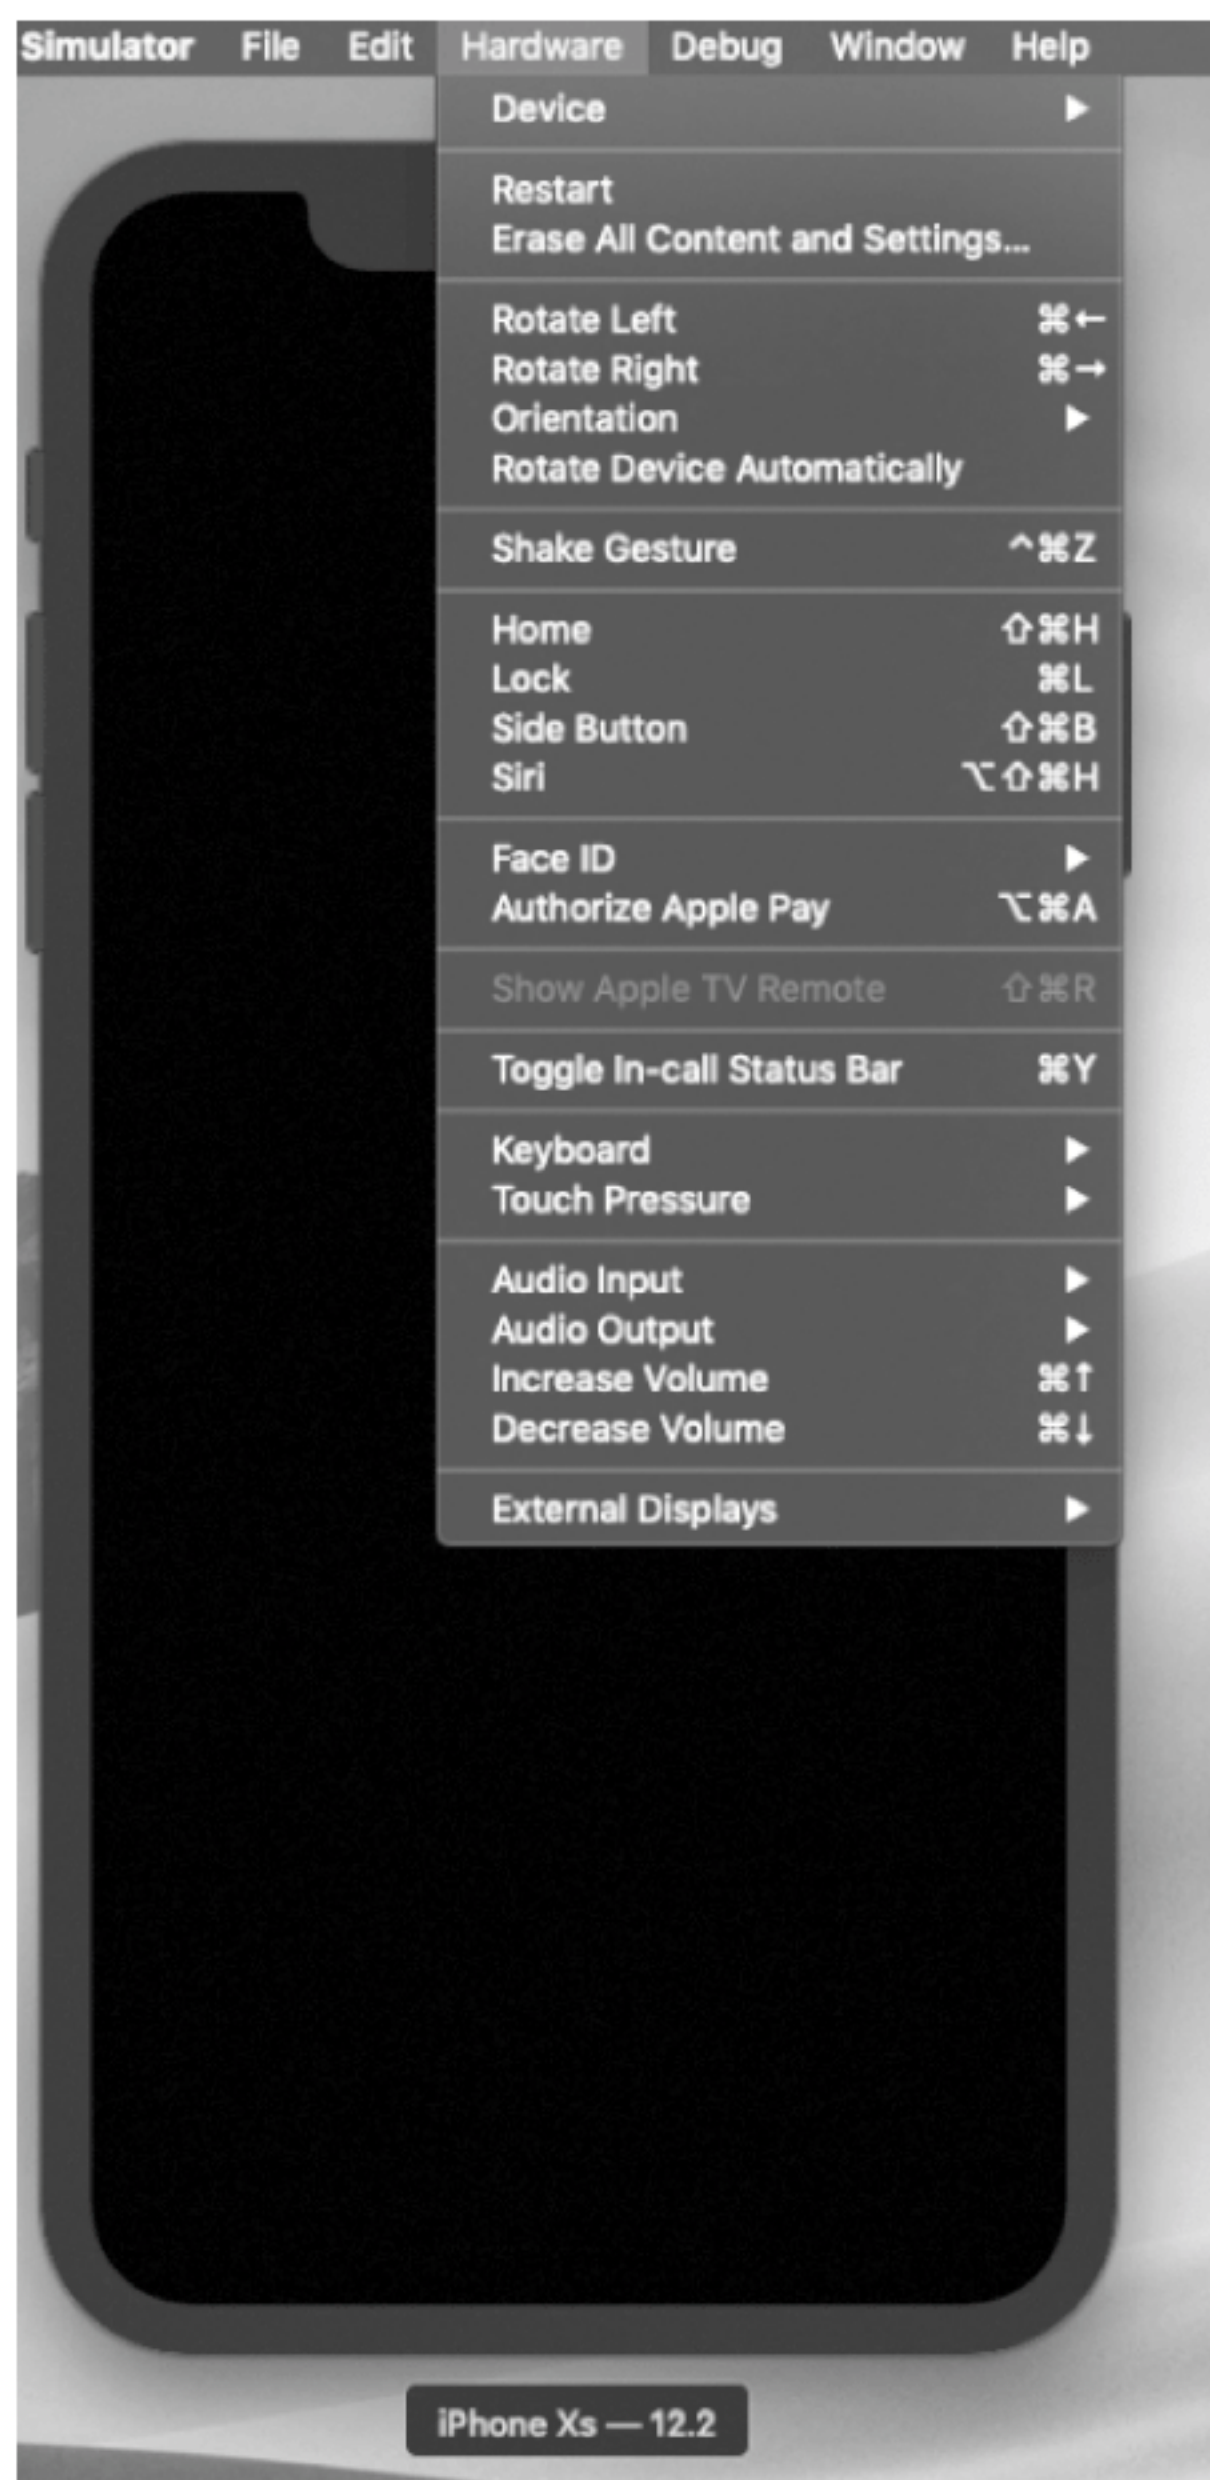 Simulator File Edit Hardware Debug Window Help
Device ▶
Restart
Erase All Content and Settings...
Rotate Left ⌘←
Rotate Right ⌘→
Orientation ▶
Rotate Device Automatically
Shake Gesture ^⌘Z
Home ⇧⌘H
Lock ⌘L
Side Button ⇧⌘B
Siri ⌥⇧⌘H
Face ID ▶
Authorize Apple Pay ⌥⌘A
Show Apple TV Remote ⇧⌘R
Toggle In-call Status Bar ⌘Y
Keyboard ▶
Touch Pressure ▶
Audio Input ▶
Audio Output ▶
Increase Volume ⌘↑
Decrease Volume ⌘↓
External Displays ▶
iPhone Xs — 12.2